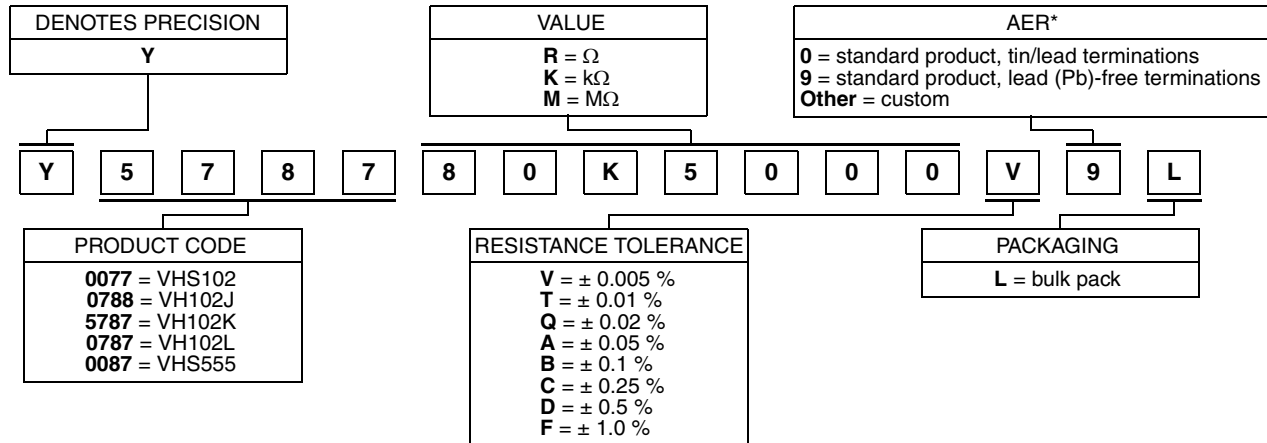 DENOTES PRECISION
Y
VALUE
R = Ω
K = kΩ
M = MΩ
AER*
0 = standard product, tin/lead terminations
9 = standard product, lead (Pb)-free terminations
Other = custom
Y 5 7 8 7 8 0 K 5 0 0 0 V 9 L
PRODUCT CODE
0077 = VHS102
0788 = VH102J
5787 = VH102K
0787 = VH102L
0087 = VHS555
RESISTANCE TOLERANCE
V = ± 0.005 %
T = ± 0.01 %
Q = ± 0.02 %
A = ± 0.05 %
B = ± 0.1 %
C = ± 0.25 %
D = ± 0.5 %
F = ± 1.0 %
PACKAGING
L = bulk pack